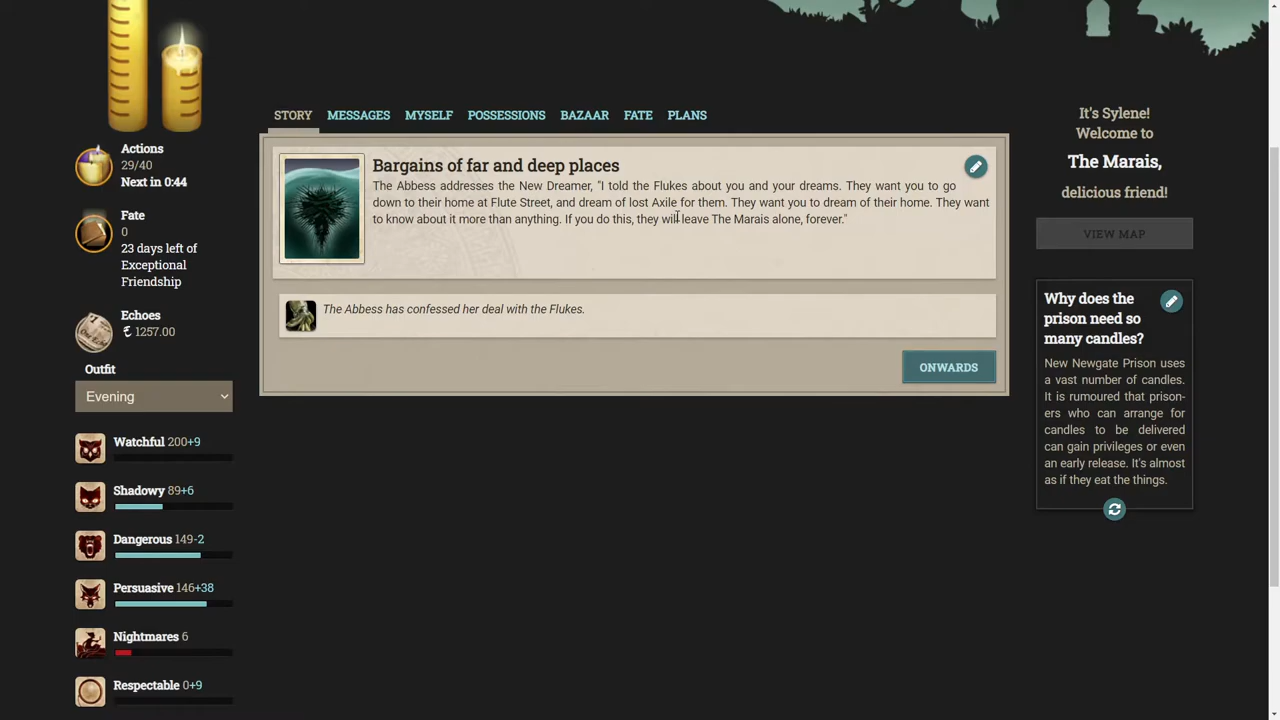 STORY MESSAGES MYSELF POSSESSIONS BAZAAR FATE PLANS
Actions
29/40
Next in 0:44
Fate
0
23 days left of
Exceptional
Friendship
Echoes
1257.00
Outfit
Evening
Watchful 200+9
Shadowy 89+6
Dangerous 149-2
Persuasive 146+38
Nightmares 6
Respectable 0+9
Bargains of far and deep places
The Abbess addresses the New Dreamer, "I told the Flukes about you and your dreams. They want you to go
down to their home at Flute Street, and dream of lost Axile for them. They want you to dream of their home. They want
to know about it more than anything. If you do this, they will leave The Marais alone, forever."
The Abbess has confessed her deal with the Flukes.
ONWARDS
It's Sylene!
Welcome to
The Marais,
delicious friend!
VIEW MAP
Why does the
prison need so
many candles?
New Newgate Prison uses
a vast number of candles.
It is rumoured that prison-
ers who can arrange for
candles to be delivered
can gain privileges or even
an early release. It's almost
as if they eat the things.